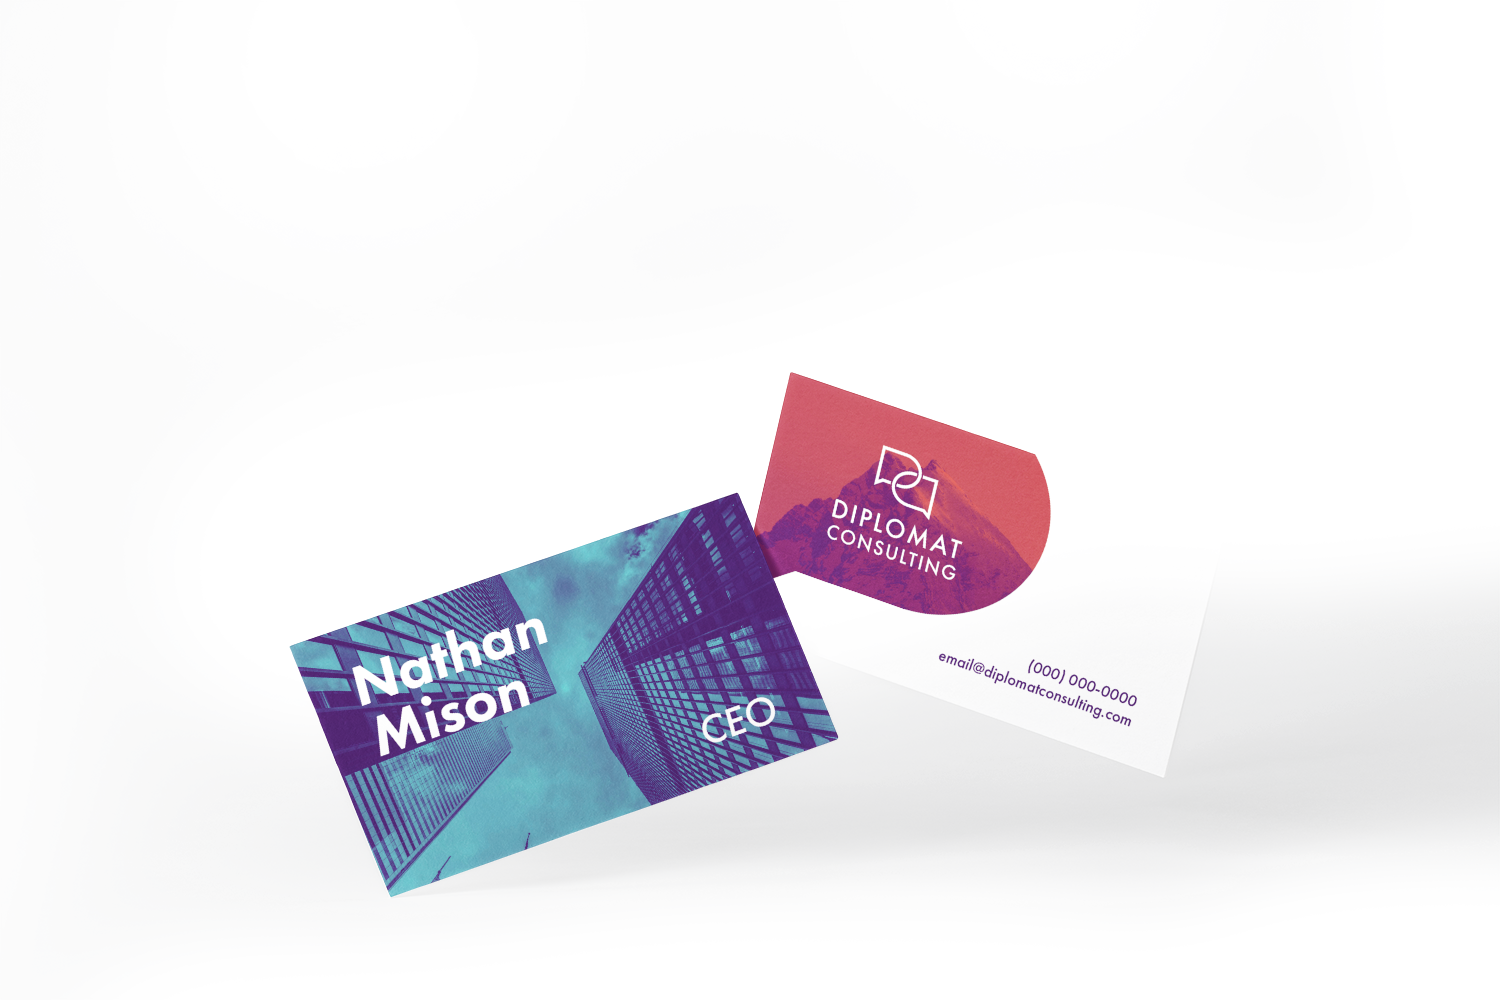 Nathan
Mison
CEO
DIPLOMAT
CONSULTING
(000) 000-0000
email@diplomatconsulting.com